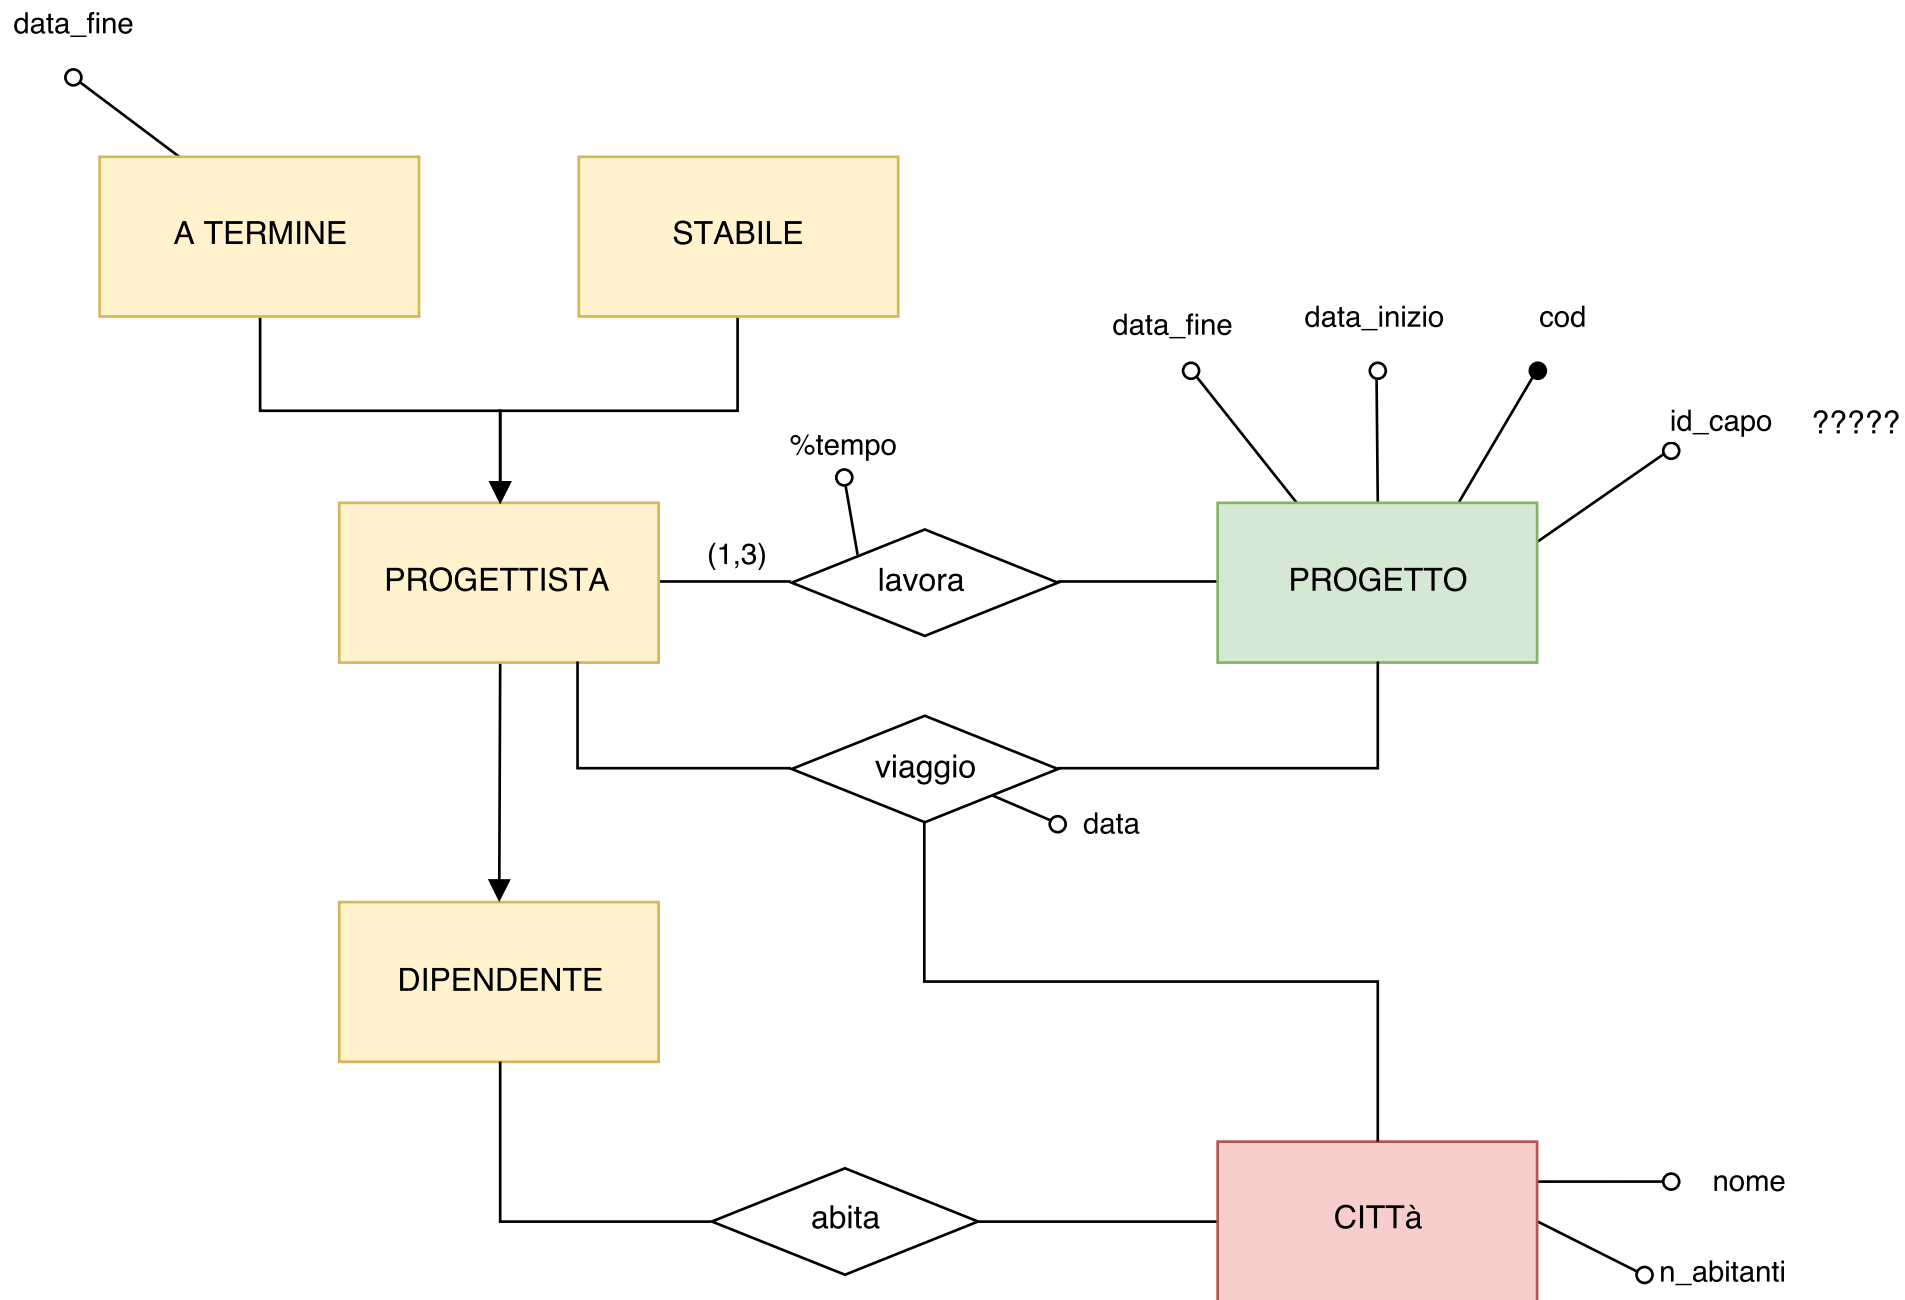 data_fine
A TERMINE
STABILE
data_fine
data_inizio
cod
id_capo ?????
%tempo
(1,3)
PROGETTISTA
lavora
PROGETTO
viaggio
data
DIPENDENTE
nome
abita
CITTà
n_abitanti